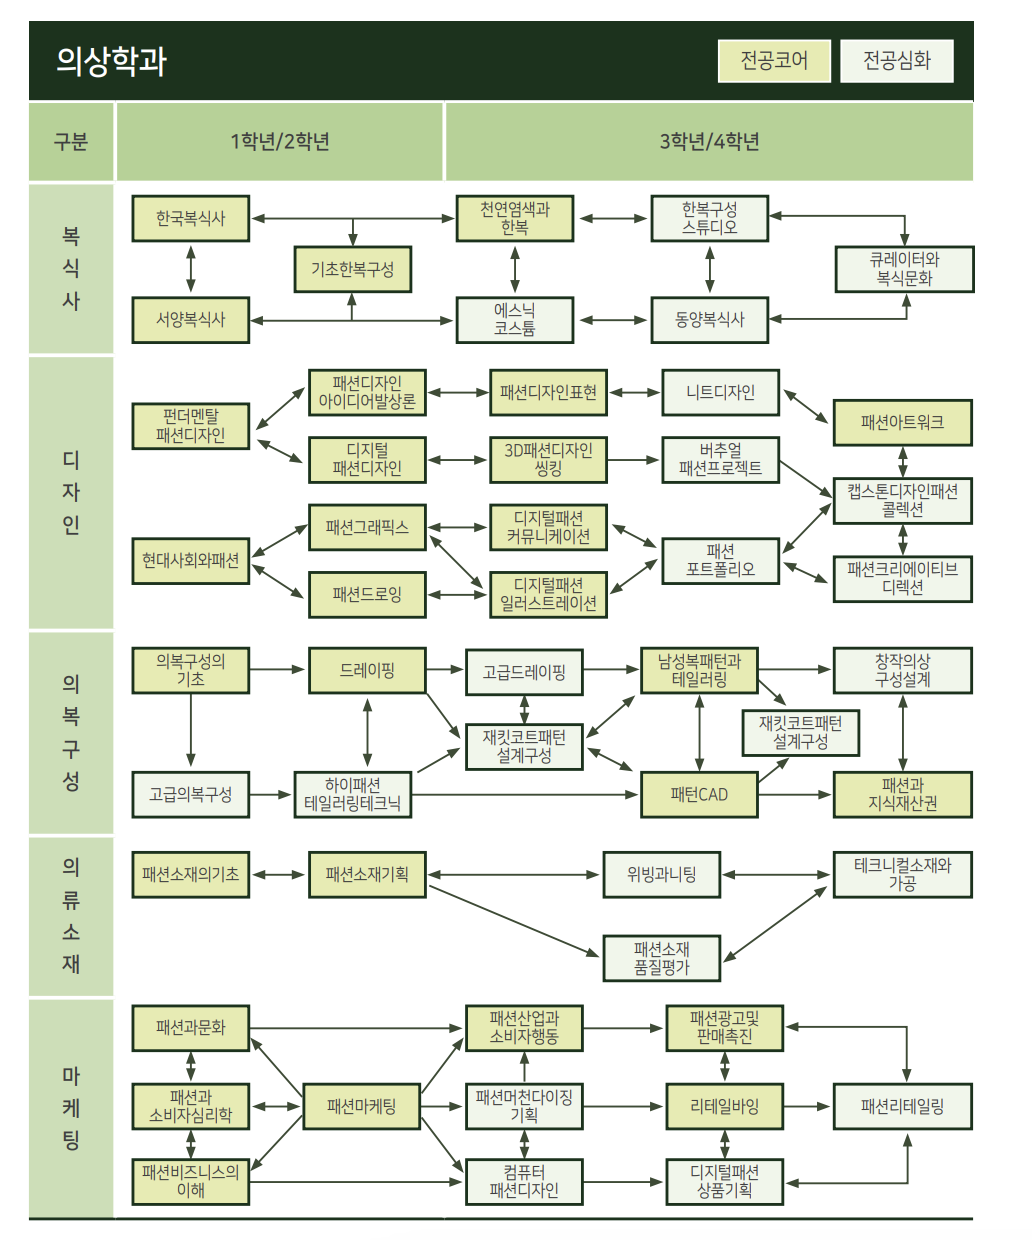 의상학과
전공코어
전공심화
구분
1학년/2학년
3학년/4학년
복
식
사
한국복식사
천연염색과
한복
한복구성
스튜디오
기초한복구성
큐레이터와
복식문화
서양복식사
에스닉
코스튬
동양복식사
디
자
인
펀더멘탈
패션디자인
패션디자인
아이디어발상론
패션디자인표현
니트디자인
패션아트워크
디지털
패션디자인
3D패션디자인
씽킹
버추얼
패션프로젝트
캡스톤디자인패션
콜렉션
현대사회와패션
패션그래픽스
디지털패션
커뮤니케이션
패션
포트폴리오
패션크리에이티브
디렉션
패션드로잉
디지털패션
일러스트레이션
의
복
구
성
의복구성의
기초
드레이핑
고급드레이핑
남성복패턴과
테일러링
창작의상
구성설계
재킷코트패턴
설계구성
재킷코트패턴
설계구성
고급의복구성
하이패션
테일러링테크닉
패턴CAD
패션과
지식재산권
의
류
소
재
패션소재의기초
패션소재기획
위빙과니팅
테크니컬소재와
가공
패션소재
품질평가
마
케
팅
패션과문화
패션산업과
소비자행동
패션광고및
판매촉진
패션과
소비자심리학
패션마케팅
패션머천다이징
기획
리테일바잉
패션리테일링
패션비즈니스의
이해
컴퓨터
패션디자인
디지털패션
상품기획